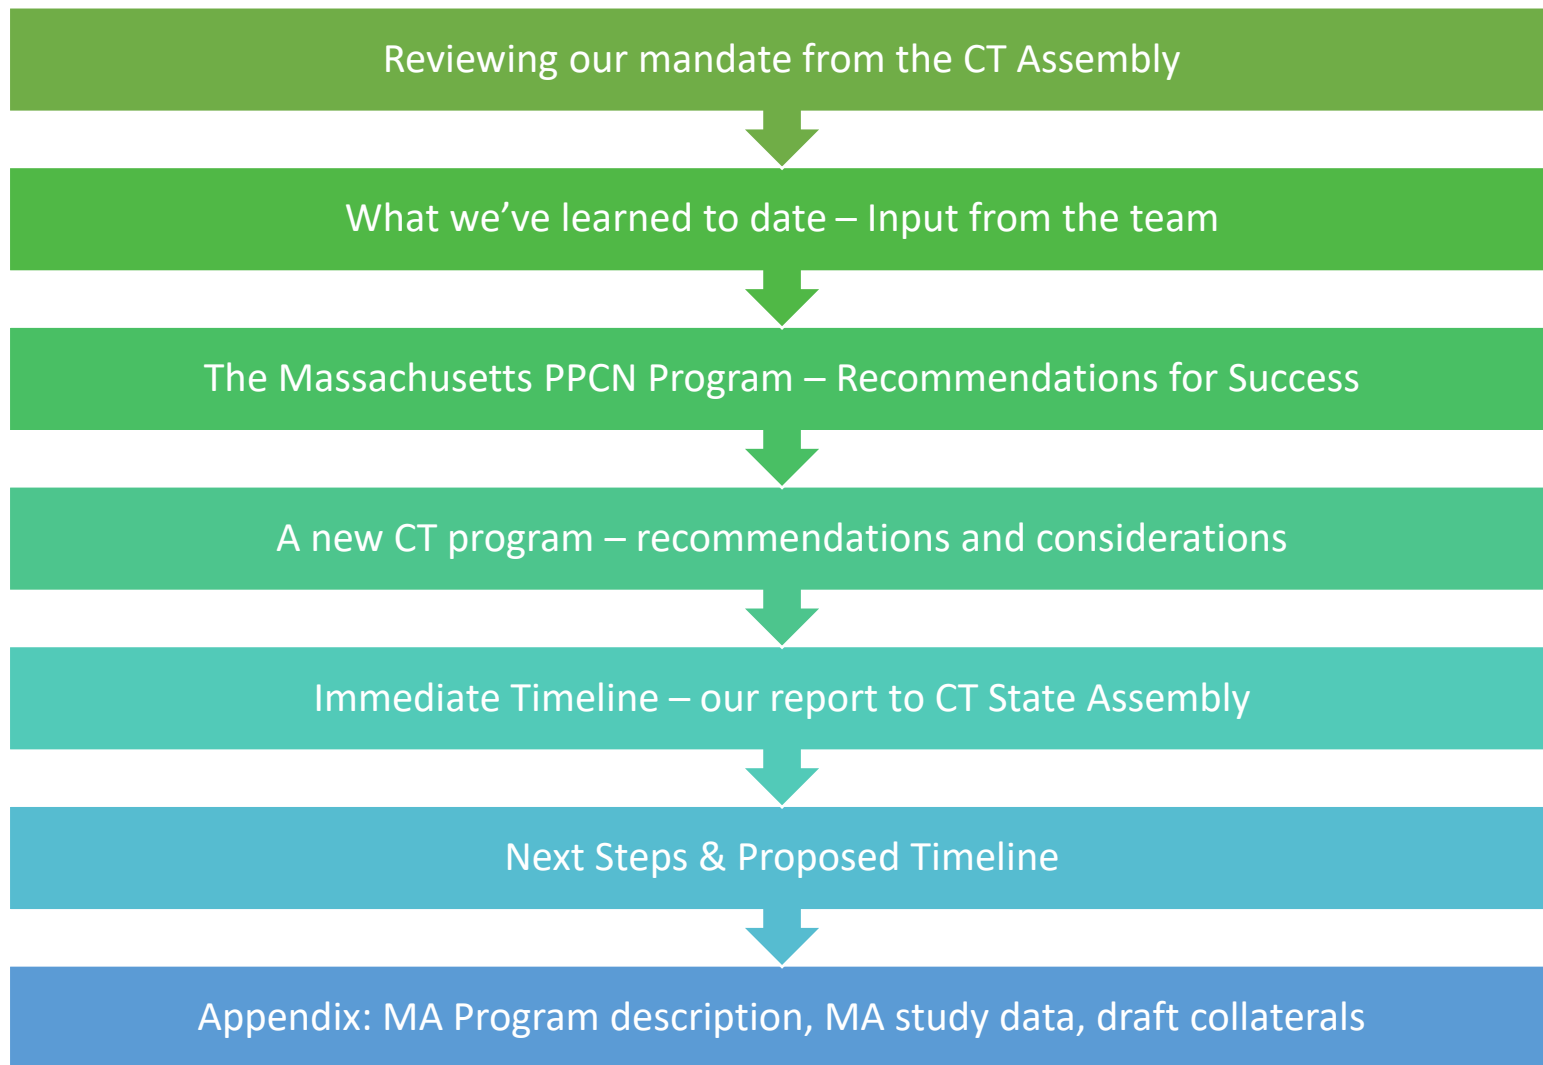 Reviewing our mandate from the CT Assembly
What we’ve learned to date – Input from the team
The Massachusetts PPCN Program – Recommendations for Success
A new CT program – recommendations and considerations
Immediate Timeline – our report to CT State Assembly
Next Steps & Proposed Timeline
Appendix: MA Program description, MA study data, draft collaterals